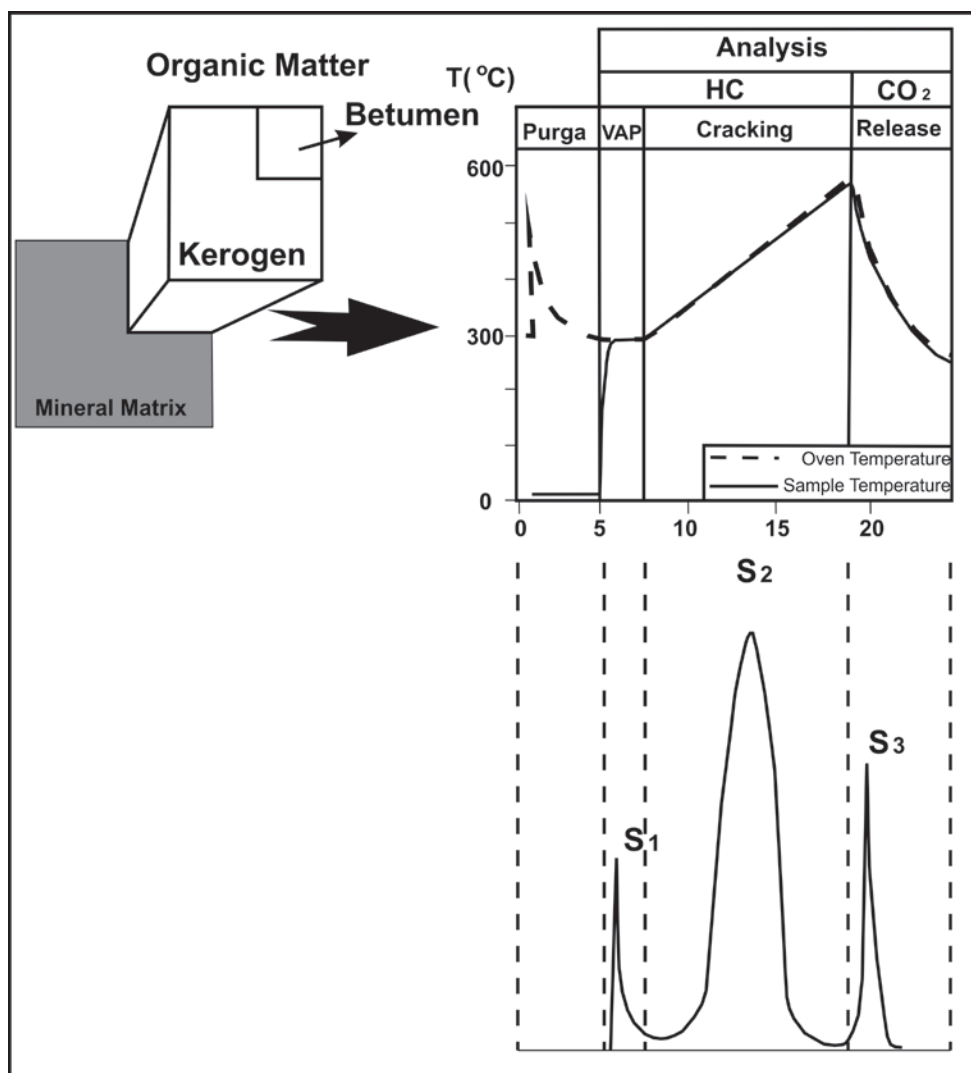 Organic Matter
Betumen
Kerogen
Mineral Matrix
Analysis
T(°C)
HC
CO2
Purga
VAP
Cracking
Release
600
300
0
Oven Temperature
Sample Temperature
0 5 10 15 20
S2
S3
S1